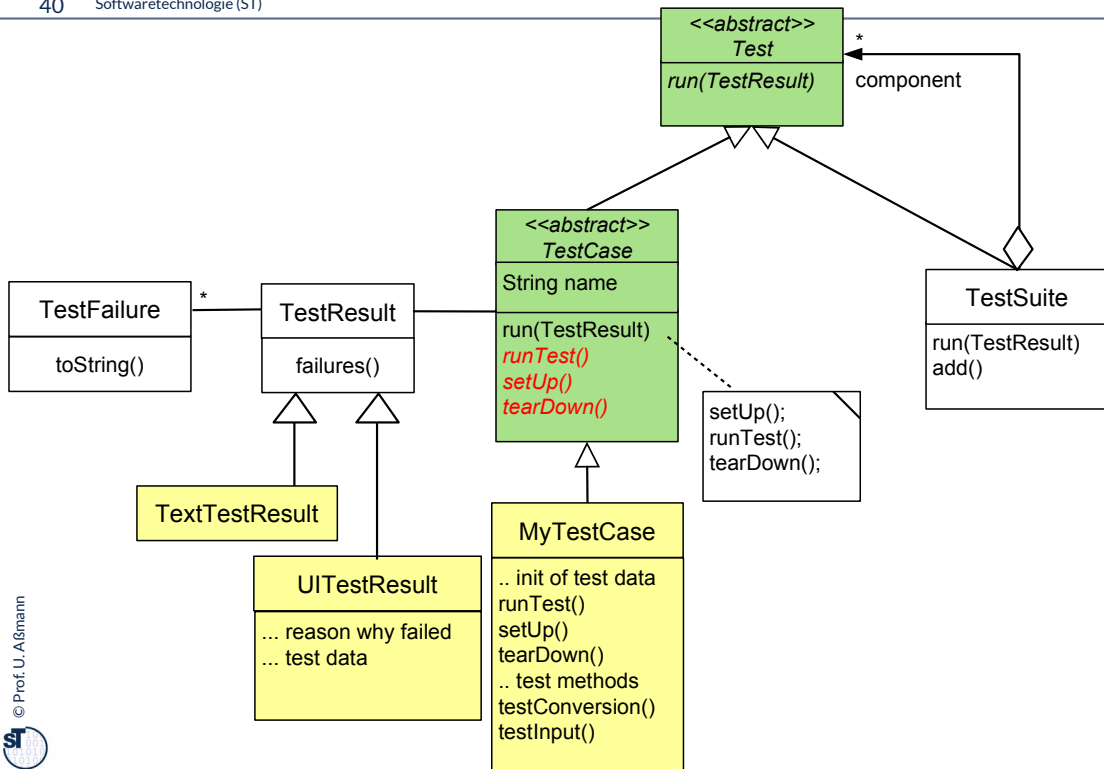 40 Softwaretechnologie (ST)
<<abstract>>
Test
run(TestResult)
*
component
<<abstract>>
TestCase
String name
run(TestResult)
runTest()
setUp()
tearDown()
TestFailure
toString()
*
TestResult
failures()
TestSuite
run(TestResult)
add()
setUp();
runTest();
tearDown();
TextTestResult
UITestResult
... reason why failed
... test data
MyTestCase
.. init of test data
runTest()
setUp()
tearDown()
.. test methods
testConversion()
testInput()
© Prof. U. Aßmann
ST